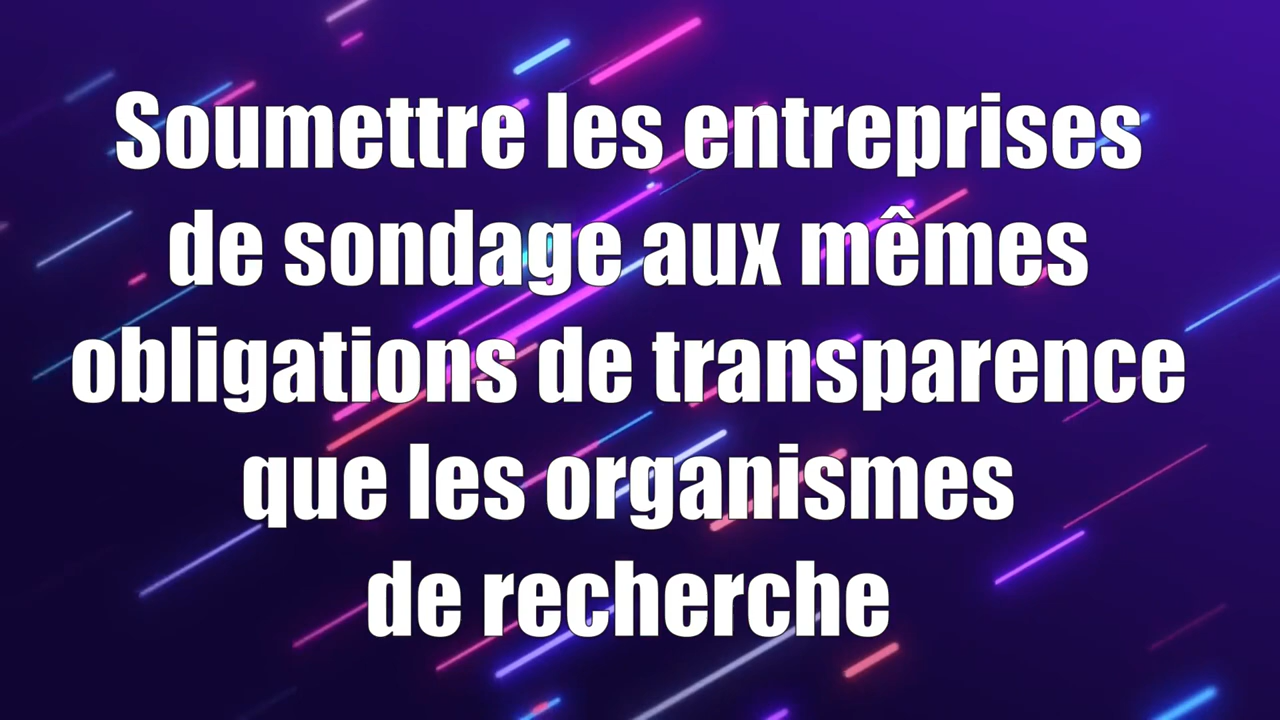 Soumettre les entreprises
de sondage aux mêmes
obligations de transparence
que les organismes
de recherche